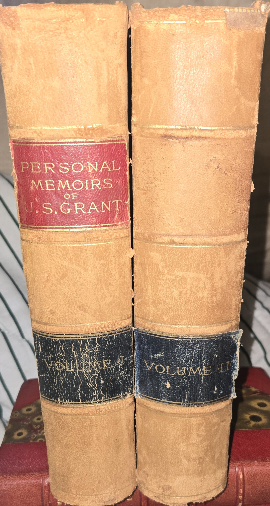 PERSONAL
MEMOIRS
OF
U.S. GRANT
VOLUME I
VOLUME II